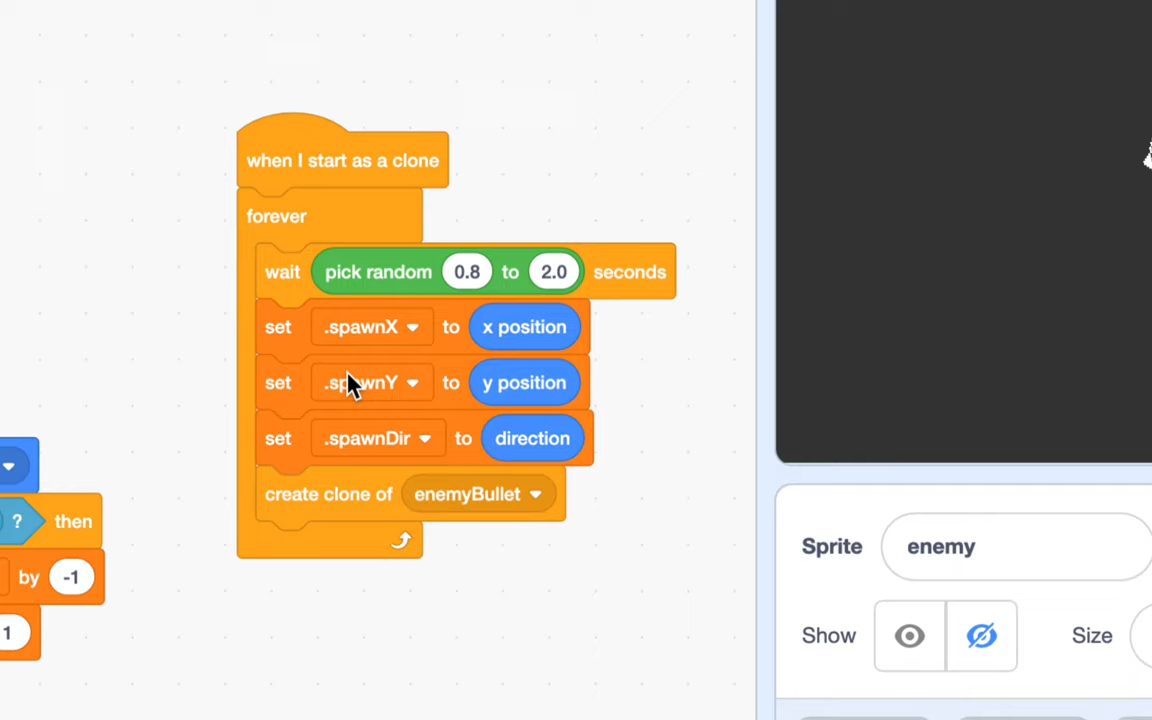 when I start as a clone
forever
wait pick random 0.8 to 2.0 seconds
set .spawnX to x position
set .spawnY to y position
set .spawnDir to direction
create clone of enemyBullet
? then
by -1
1
Sprite enemy
Show Size